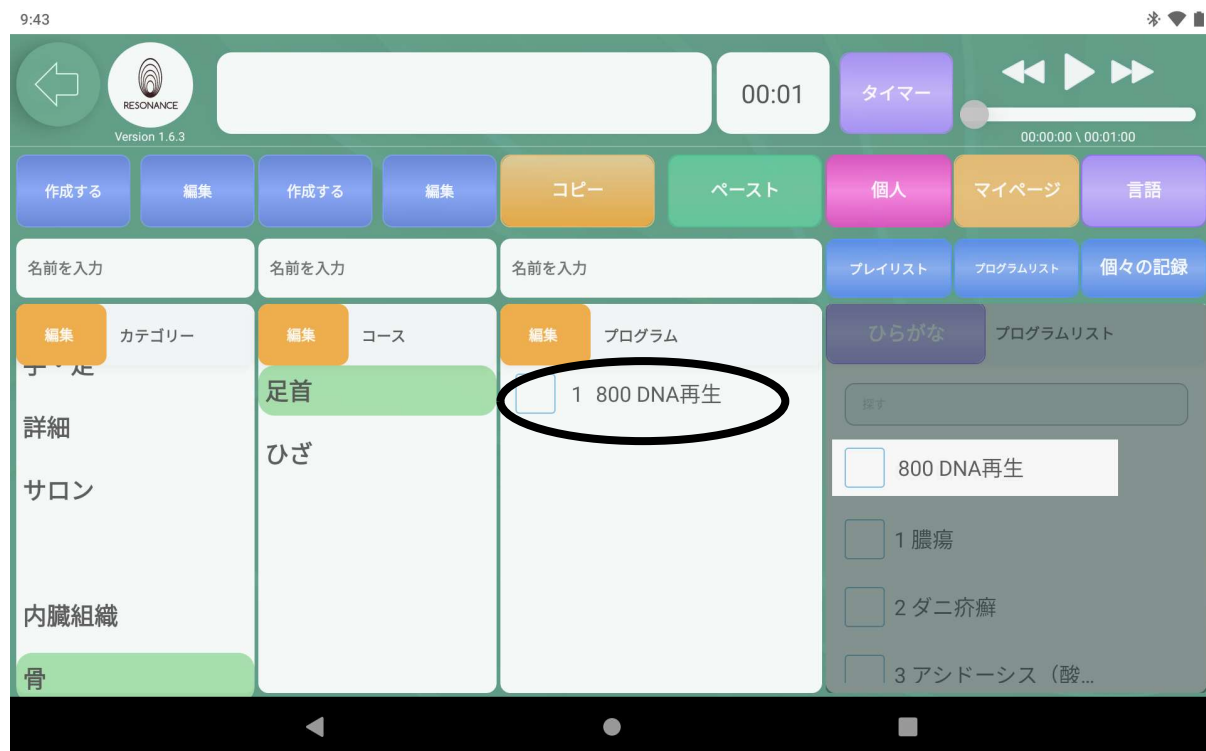 9:43
RESONANCE
Version 1.6.3
00:01
タイマー
00:00:00 \ 00:01:00
作成する
編集
作成する
編集
コピー
ペースト
個人
マイページ
言語
名前を入力
名前を入力
名前を入力
プレイリスト
プログラムリスト
個々の記録
編集 カテゴリー
編集 コース
編集 プログラム
ひらがな プログラムリスト
詳細
サロン
内臓組織
骨
足首
ひざ
1 800 DNA再生
探す
800 DNA再生
1 膿瘍
2 ダニ疥癬
3 アシドーシス（酸...